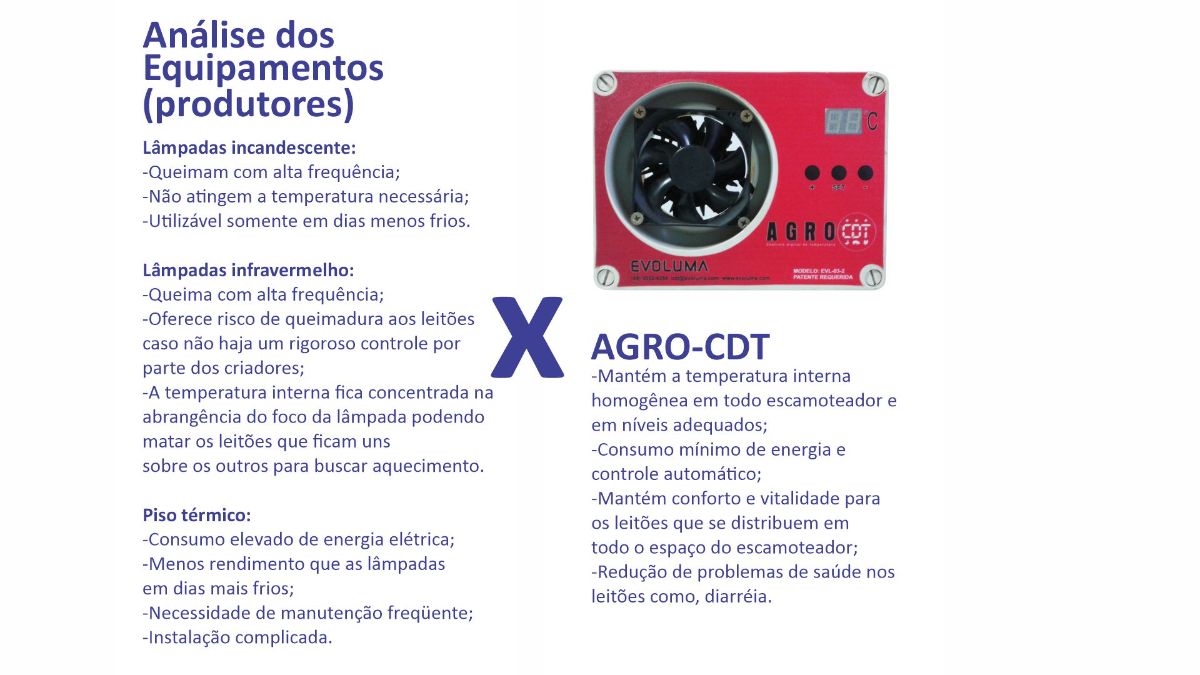 Análise dos
Equipamentos
(produtores)
Lâmpadas incandescente:
-Queimam com alta frequência;
-Não atingem a temperatura necessária;
-Utilizável somente em dias menos frios.
Lâmpadas infravermelho:
-Queima com alta frequência;
-Oferece risco de queimadura aos leitões
caso não haja um rigoroso controle por
parte dos criadores;
-A temperatura interna fica concentrada na
abrangência do foco da lâmpada podendo
matar os leitões que ficam uns
sobre os outros para buscar aquecimento.
Piso térmico:
-Consumo elevado de energia elétrica;
-Menos rendimento que as lâmpadas
em dias mais frios;
-Necessidade de manutenção freqüente;
-Instalação complicada.
X
C
+ SET -
AGRO CDT
EVOLUMA
www.evoluma.com
MODELO: EVL-03-2
PATENTE REQUERIDA
AGRO-CDT
-Mantém a temperatura interna
homogênea em todo escamoteador e
em níveis adequados;
-Consumo mínimo de energia e
controle automático;
-Mantém conforto e vitalidade para
os leitões que se distribuem em
todo o espaço do escamoteador;
-Redução de problemas de saúde nos
leitões como, diarréia.